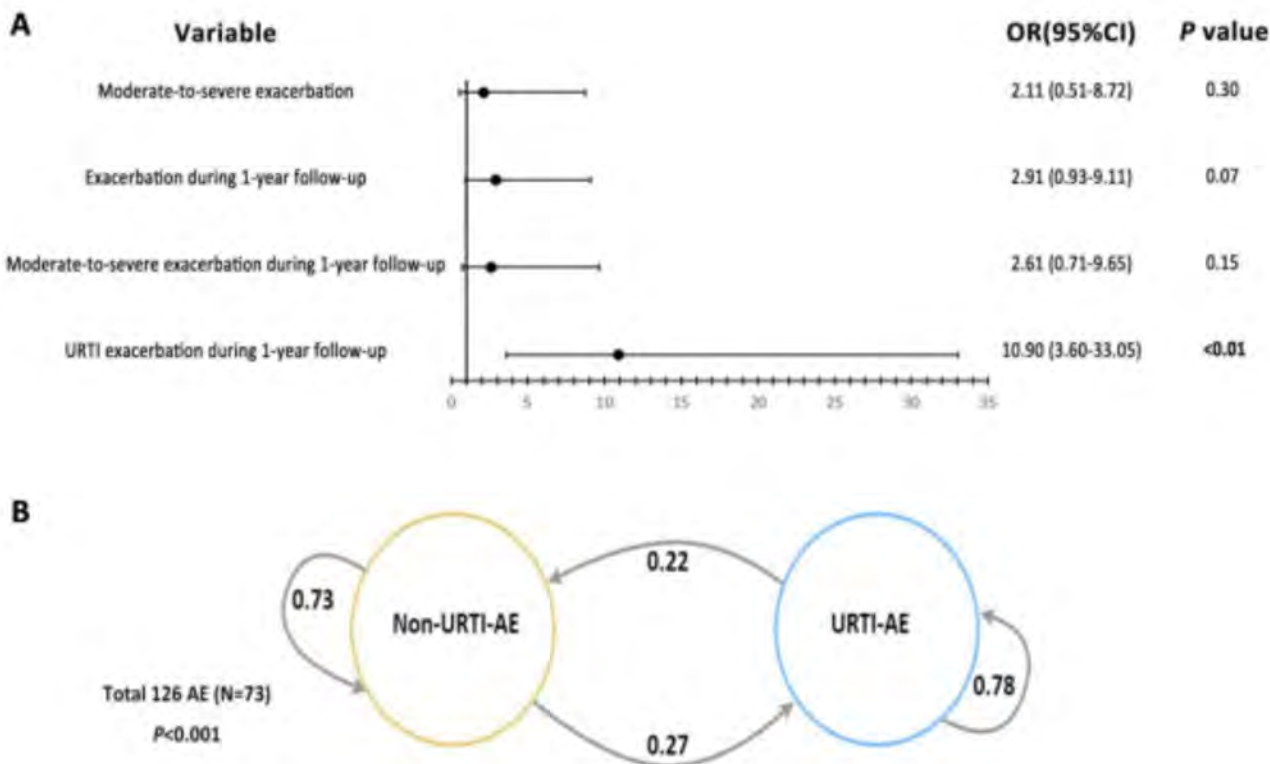 A
Variable OR(95%CI) P value
Moderate-to-severe exacerbation 2.11 (0.51-8.72) 0.30
Exacerbation during 1-year follow-up 2.91 (0.93-9.11) 0.07
Moderate-to-severe exacerbation during 1-year follow-up 2.61 (0.71-9.65) 0.15
URTI exacerbation during 1-year follow-up 10.90 (3.60-33.05) <0.01
0 5 10 15 20 25 30 35
B
0.22
0.73 Non-URTI-AE URTI-AE
0.78
Total 126 AE (N=73)
P<0.001
0.27